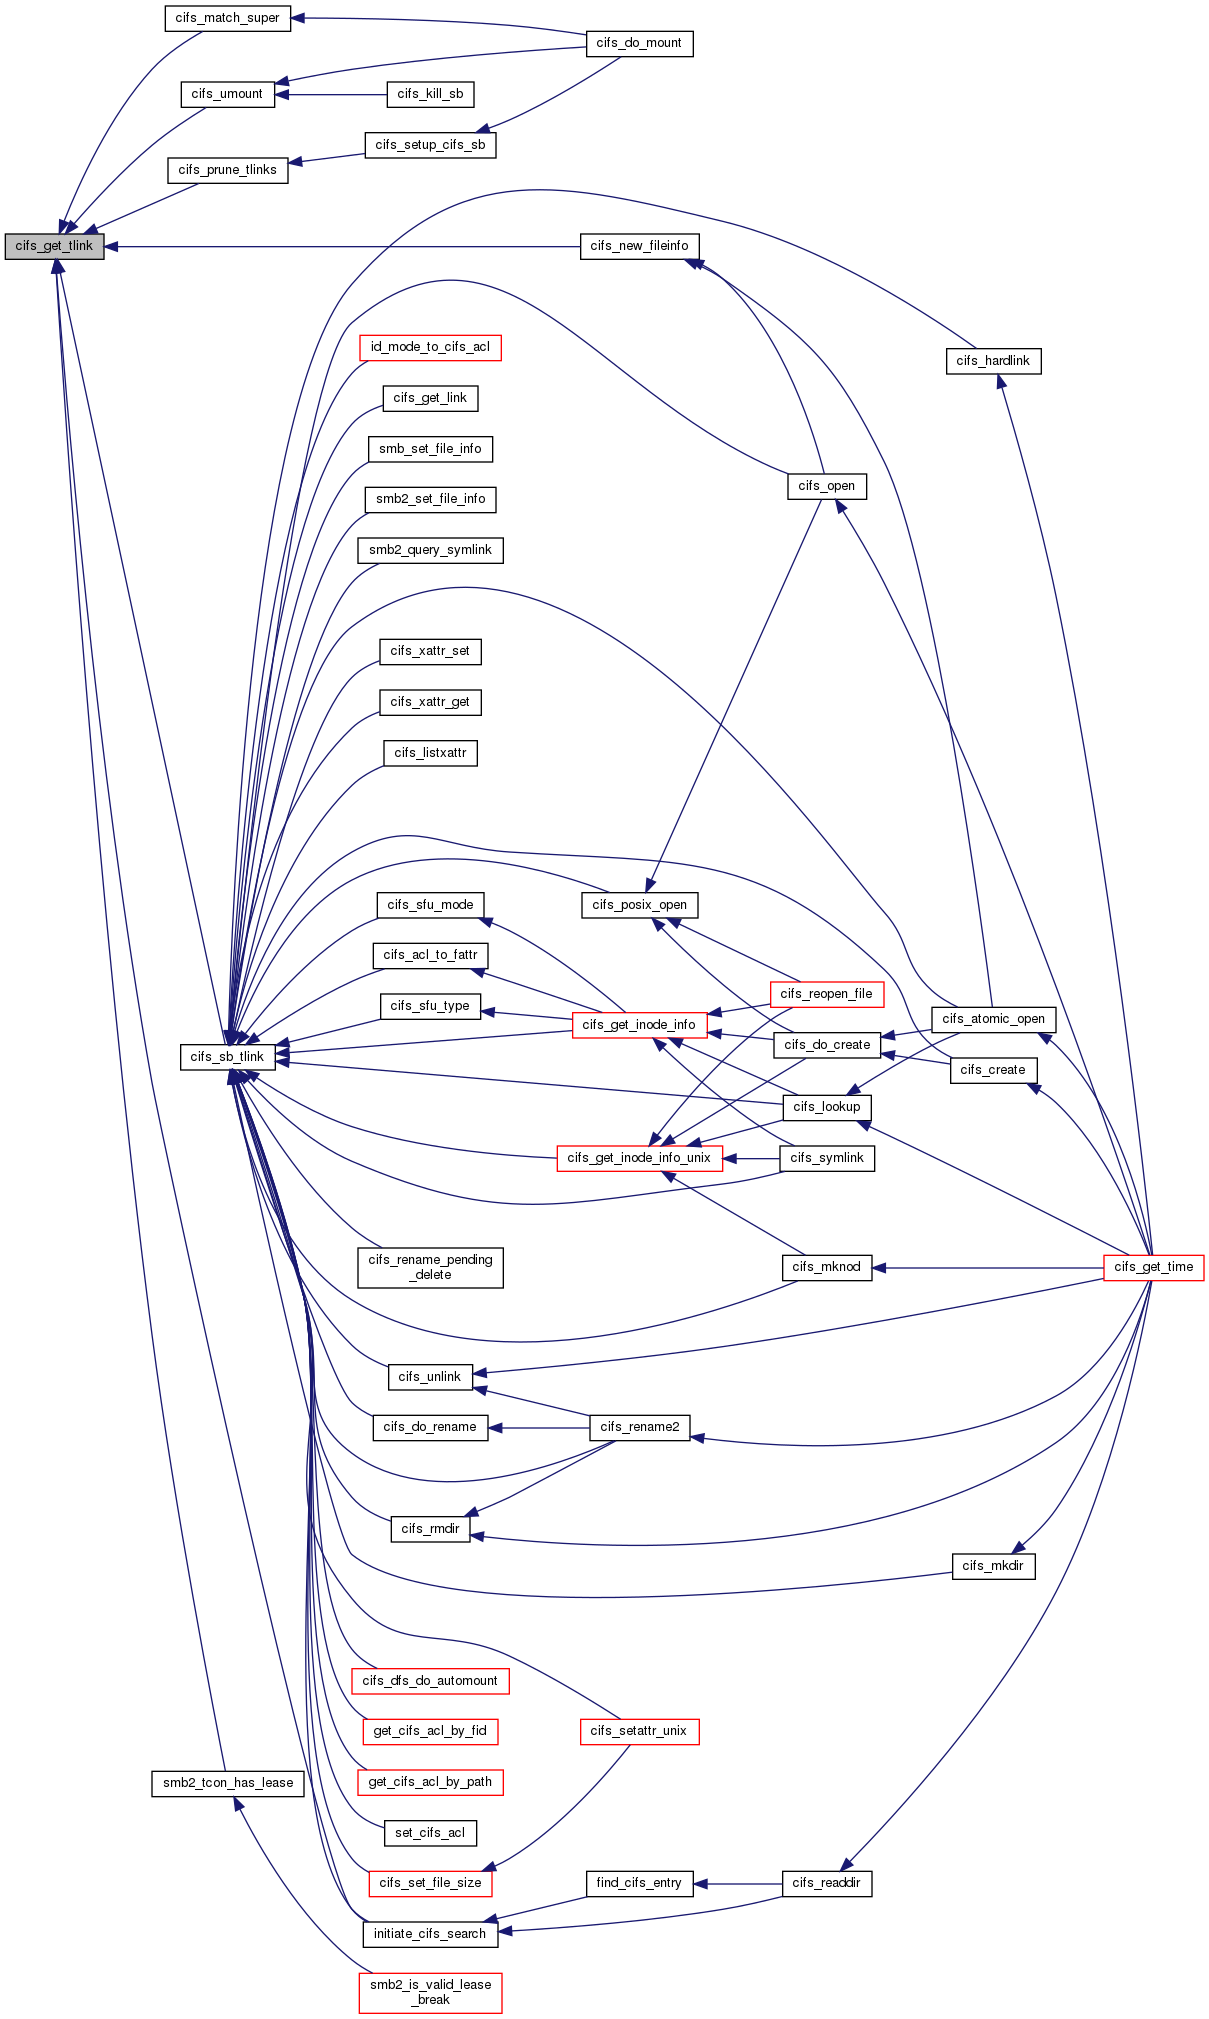 cifs_match_super
cifs_do_mount
cifs_umount
cifs_kill_sb
cifs_setup_cifs_sb
cifs_prune_tlinks
cifs_get_tlink
cifs_new_fileinfo
id_mode_to_cifs_acl
cifs_hardlink
cifs_get_link
smb_set_file_info
cifs_open
smb2_set_file_info
smb2_query_symlink
cifs_xattr_set
cifs_xattr_get
cifs_listxattr
cifs_sfu_mode
cifs_posix_open
cifs_acl_to_fattr
cifs_reopen_file
cifs_sfu_type
cifs_get_inode_info
cifs_atomic_open
cifs_do_create
cifs_sb_tlink
cifs_create
cifs_lookup
cifs_get_inode_info_unix
cifs_symlink
cifs_rename_pending
_delete
cifs_mknod
cifs_get_time
cifs_unlink
cifs_do_rename
cifs_rename2
cifs_rmdir
cifs_mkdir
cifs_dfs_do_automount
get_cifs_acl_by_fid
cifs_setattr_unix
smb2_tcon_has_lease
get_cifs_acl_by_path
set_cifs_acl
cifs_set_file_size
find_cifs_entry
cifs_readdir
initiate_cifs_search
smb2_is_valid_lease
_break